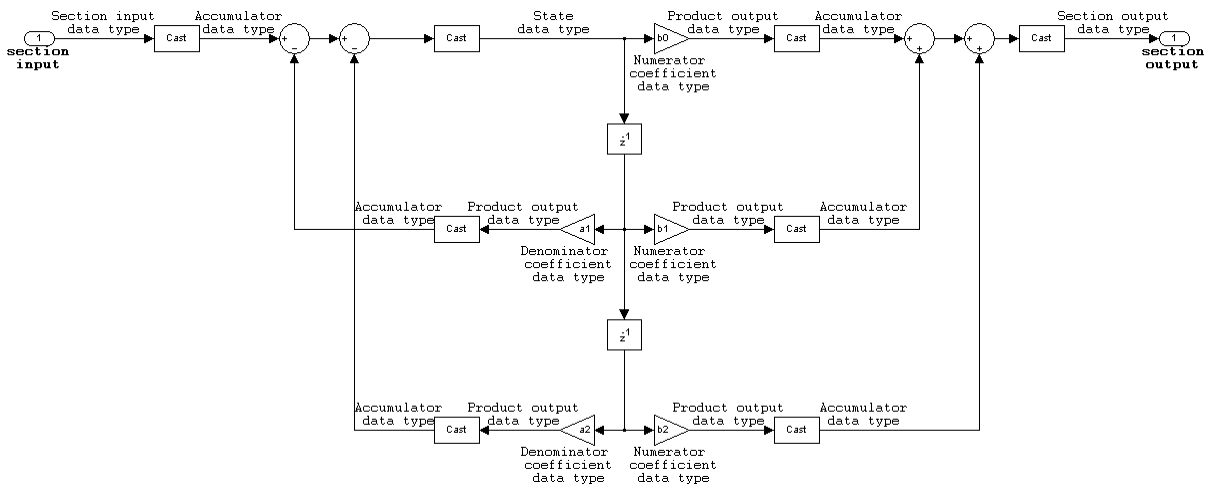 Section input
data type
Accumulator
data type
State
data type
Product output
data type
Accumulator
data type
Section output
data type
1
section
input
Cast
+
−
+
−
Cast
b0
Cast
+
+
+
+
Cast
1
section
output
Numerator
coefficient
data type
z-1
Accumulator
data type
Product output
data type
Product output
data type
Accumulator
data type
Cast
a1
b1
Cast
Denominator
coefficient
data type
Numerator
coefficient
data type
z-1
Accumulator
data type
Product output
data type
Product output
data type
Accumulator
data type
Cast
a2
b2
Cast
Denominator
coefficient
data type
Numerator
coefficient
data type